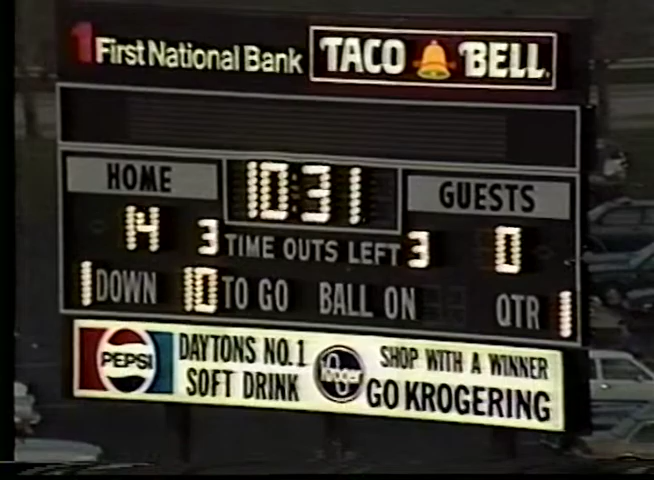 1 First National Bank TACO BELL
HOME 10:31 GUESTS
14 3 TIME OUTS LEFT 3 0
1 DOWN 10 TO GO BALL ON QTR 1
PEPSI DAYTONS NO.1 Kroger SHOP WITH A WINNER
SOFT DRINK GO KROGERING